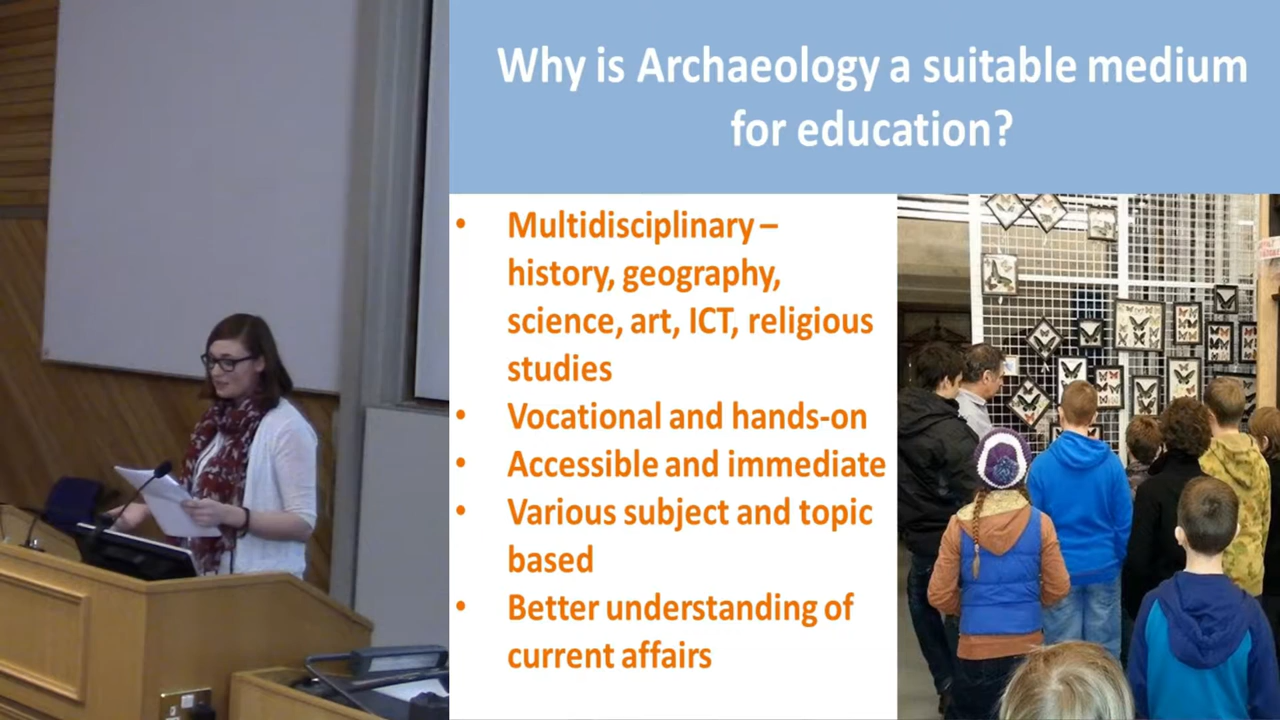 Why is Archaeology a suitable medium
for education?
• Multidisciplinary –
history, geography,
science, art, ICT, religious
studies
• Vocational and hands-on
• Accessible and immediate
• Various subject and topic
based
• Better understanding of
current affairs